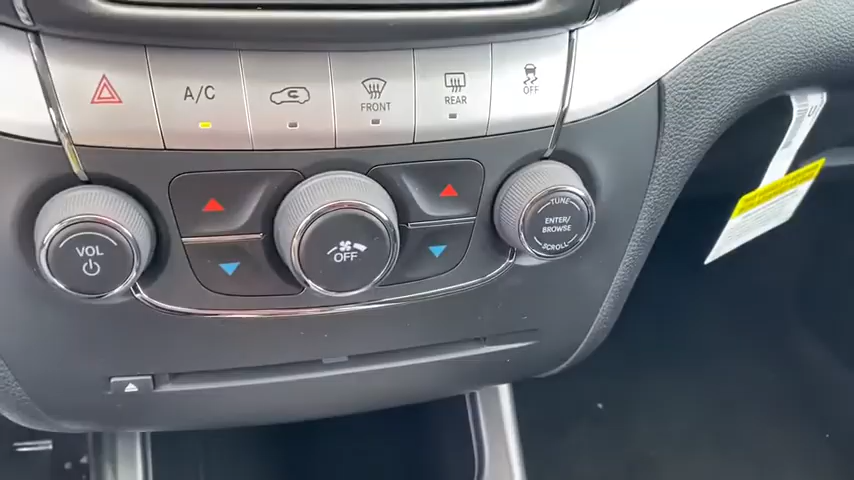 A/C
FRONT
REAR
OFF
VOL
OFF
TUNE
ENTER/
BROWSE
SCROLL